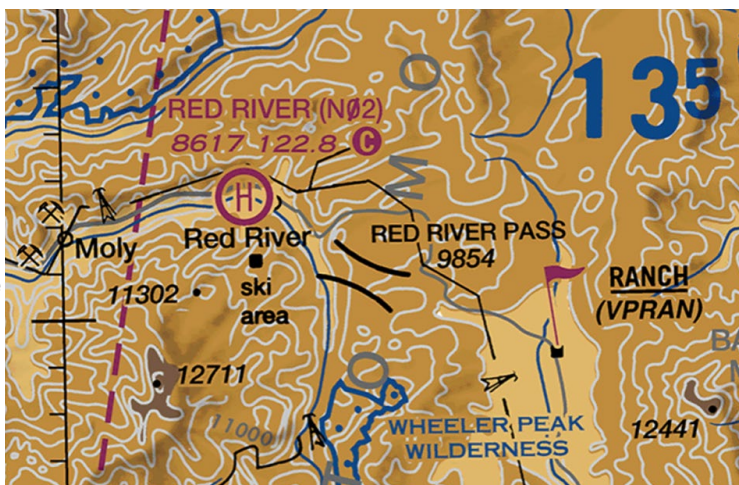 RED RIVER (NØ2)
8617 122.8 C
13⁵
O
M
H
Moly
Red River
RED RIVER PASS
9854
RANCH
(VPRAN)
ski
area
11302
12711
O
11000
WHEELER PEAK
WILDERNESS
12441
BA